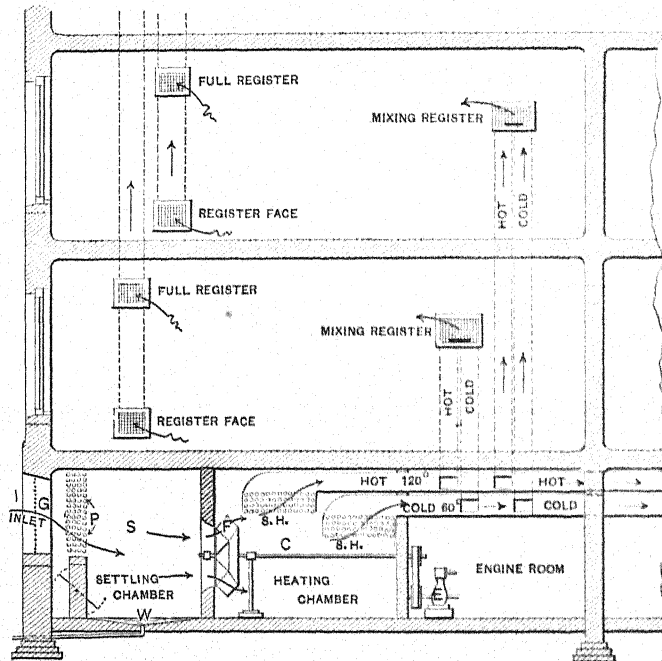 FULL REGISTER
MIXING REGISTER
REGISTER FACE
HOT
COLD
FULL REGISTER
MIXING REGISTER
REGISTER FACE
HOT
COLD
HOT 120°
HOT
I
G
INLET
P
S
F
S.H.
COLD 60°
COLD
C
S.H.
SETTLING
CHAMBER
HEATING
CHAMBER
E
ENGINE ROOM
W